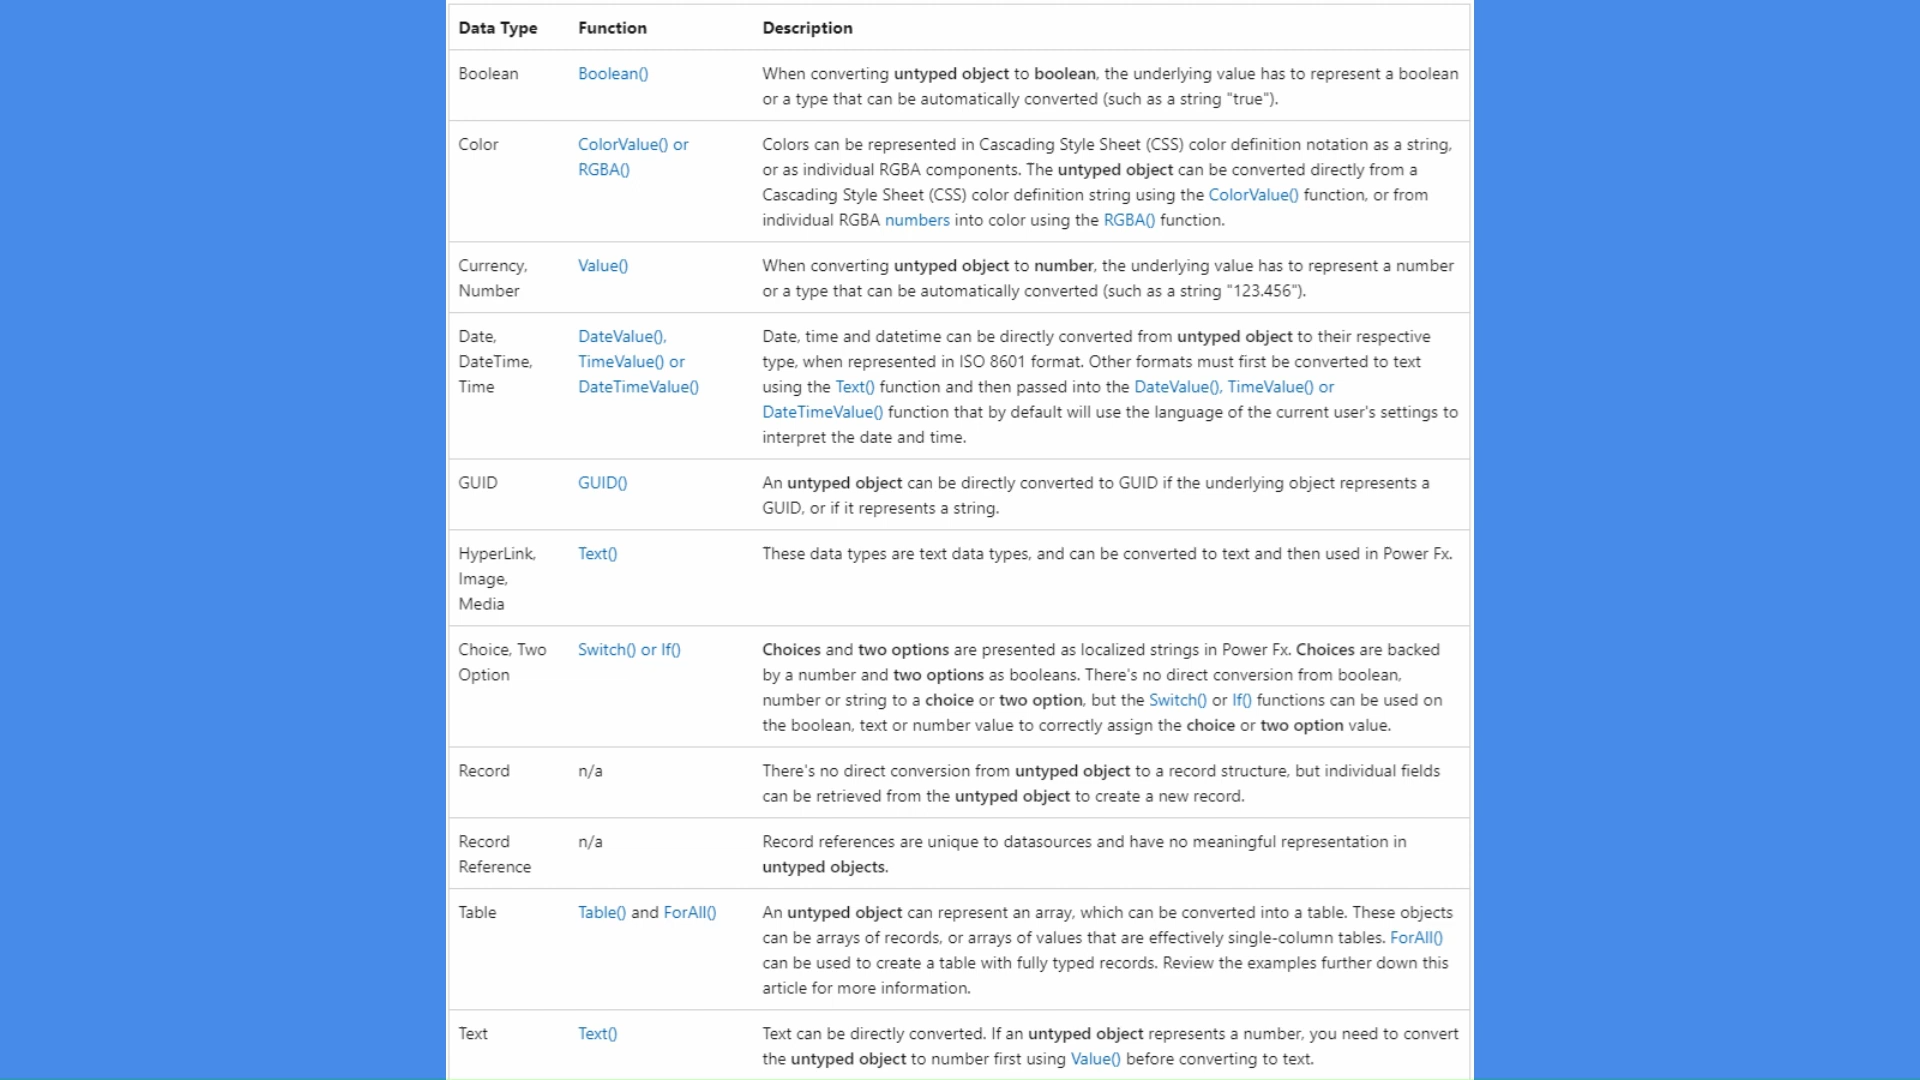 Data Type Function Description
Boolean Boolean() When converting untyped object to boolean, the underlying value has to represent a boolean
or a type that can be automatically converted (such as a string "true").
Color ColorValue() or Colors can be represented in Cascading Style Sheet (CSS) color definition notation as a string,
RGBA() or as individual RGBA components. The untyped object can be converted directly from a
Cascading Style Sheet (CSS) color definition string using the ColorValue() function, or from
individual RGBA numbers into color using the RGBA() function.
Currency, Value() When converting untyped object to number, the underlying value has to represent a number
Number or a type that can be automatically converted (such as a string "123.456").
Date, DateValue(), Date, time and datetime can be directly converted from untyped object to their respective
DateTime, TimeValue() or type, when represented in ISO 8601 format. Other formats must first be converted to text
Time DateTimeValue() using the Text() function and then passed into the DateValue(), TimeValue() or
DateTimeValue() function that by default will use the language of the current user's settings to
interpret the date and time.
GUID GUID() An untyped object can be directly converted to GUID if the underlying object represents a
GUID, or if it represents a string.
HyperLink, Text() These data types are text data types, and can be converted to text and then used in Power Fx.
Image,
Media
Choice, Two Switch() or If() Choices and two options are presented as localized strings in Power Fx. Choices are backed
Option by a number and two options as booleans. There's no direct conversion from boolean,
number or string to a choice or two option, but the Switch() or If() functions can be used on
the boolean, text or number value to correctly assign the choice or two option value.
Record n/a There's no direct conversion from untyped object to a record structure, but individual fields
can be retrieved from the untyped object to create a new record.
Record n/a Record references are unique to datasources and have no meaningful representation in
Reference untyped objects.
Table Table() and ForAll() An untyped object can represent an array, which can be converted into a table. These objects
can be arrays of records, or arrays of values that are effectively single-column tables. ForAll()
can be used to create a table with fully typed records. Review the examples further down this
article for more information.
Text Text() Text can be directly converted. If an untyped object represents a number, you need to convert
the untyped object to number first using Value() before converting to text.